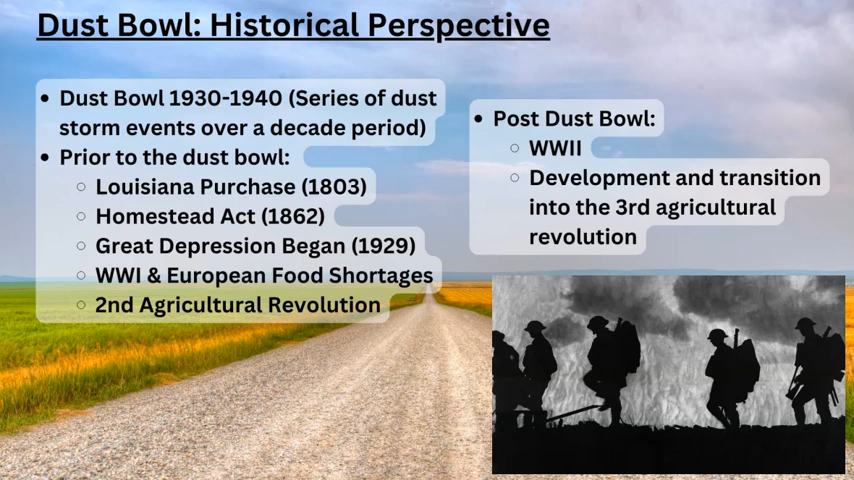 Dust Bowl: Historical Perspective
Dust Bowl 1930-1940 (Series of dust
storm events over a decade period)
Prior to the dust bowl:
Louisiana Purchase (1803)
Homestead Act (1862)
Great Depression Began (1929)
WWI & European Food Shortages
2nd Agricultural Revolution
Post Dust Bowl:
WWII
Development and transition
into the 3rd agricultural
revolution